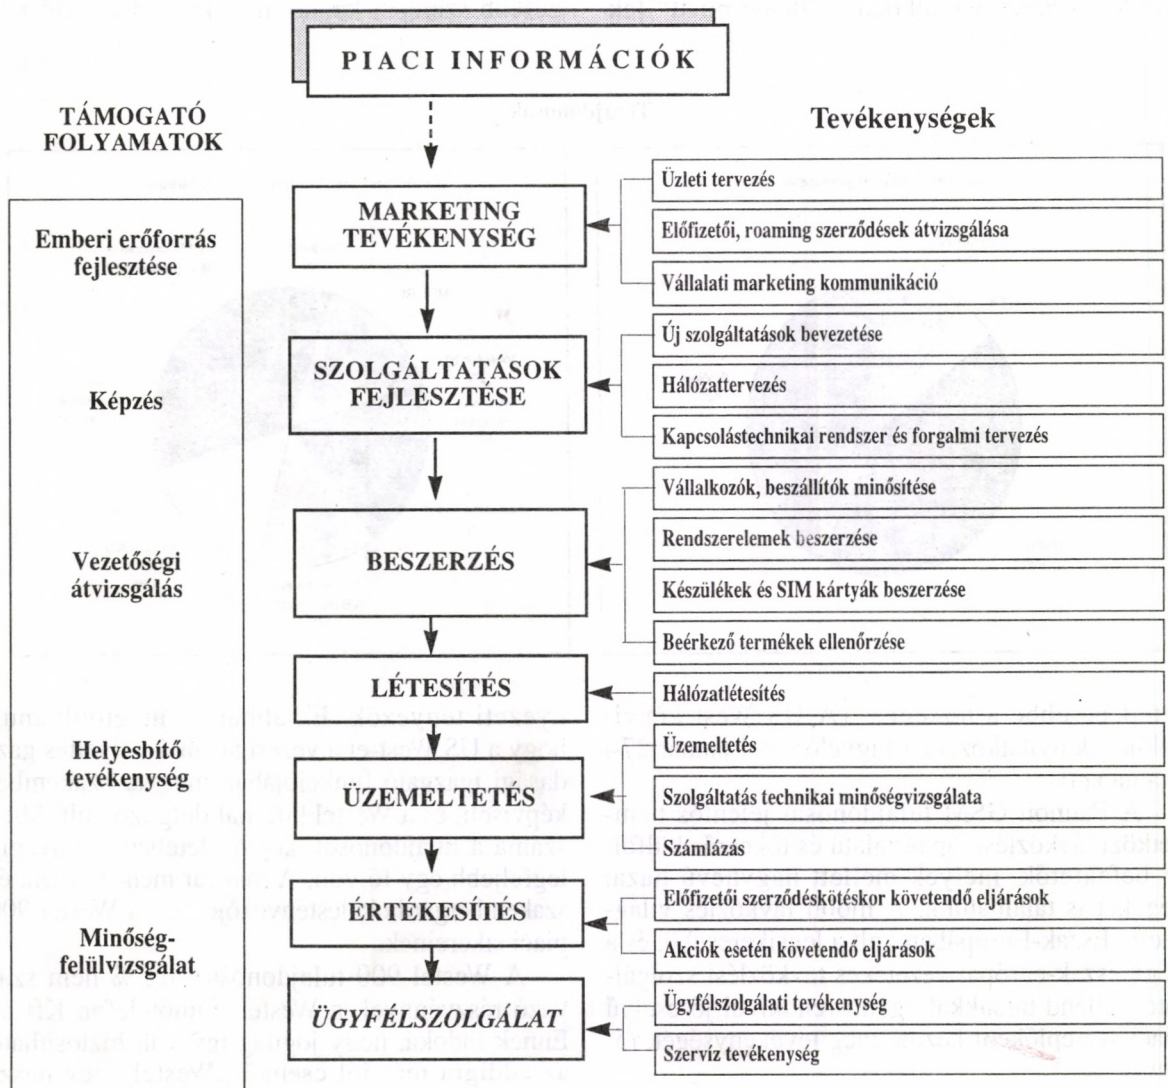 PIACI INFORMÁCIÓK
TÁMOGATÓ
FOLYAMATOK
Emberi erőforrás
fejlesztése
Képzés
Vezetőségi
átvizsgálás
Helyesbítő
tevékenység
Minőség-
felülvizsgálat
MARKETING
TEVÉKENYSÉG
SZOLGÁLTATÁSOK
FEJLESZTÉSE
BESZERZÉS
LÉTESÍTÉS
ÜZEMELTETÉS
ÉRTÉKESÍTÉS
ÜGYFÉLSZOLGÁLAT
Tevékenységek
Üzleti tervezés
Előfizetői, roaming szerződések átvizsgálása
Vállalati marketing kommunikáció
Új szolgáltatások bevezetése
Hálózattervezés
Kapcsolástechnikai rendszer és forgalmi tervezés
Vállalkozók, beszállítók minősítése
Rendszerelemek beszerzése
Készülékek és SIM kártyák beszerzése
Beérkező termékek ellenőrzése
Hálózatlétesítés
Üzemeltetés
Szolgáltatás technikai minőségvizsgálata
Számlázás
Előfizetői szerződéskötéskor követendő eljárások
Akciók esetén követendő eljárások
Ügyfélszolgálati tevékenység
Szervíz tevékenység